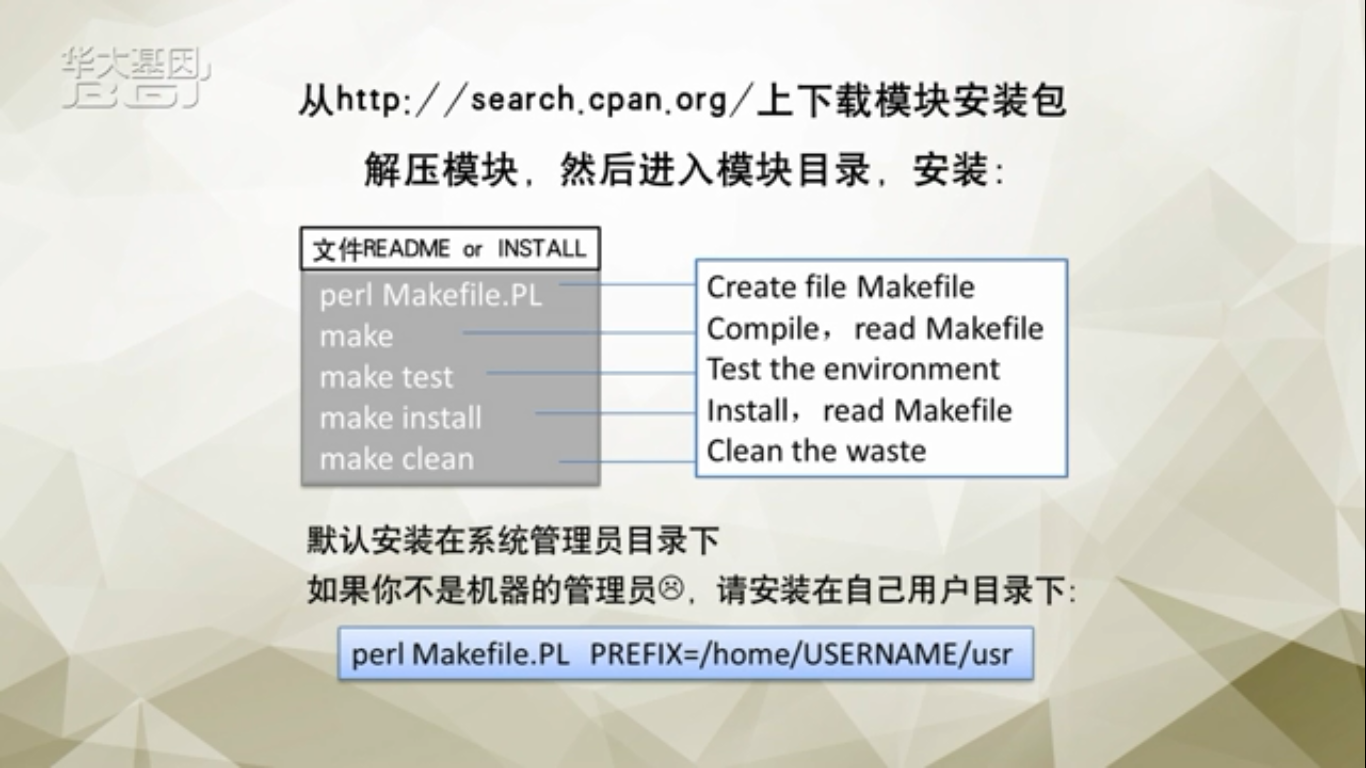 华大基因
BGI
从http://search.cpan.org/上下载模块安装包
解压模块，然后进入模块目录，安装：
文件README or INSTALL
perl Makefile.PL
make
make test
make install
make clean
Create file Makefile
Compile，read Makefile
Test the environment
Install，read Makefile
Clean the waste
默认安装在系统管理员目录下
如果你不是机器的管理员☹，请安装在自己用户目录下：
perl Makefile.PL PREFIX=/home/USERNAME/usr